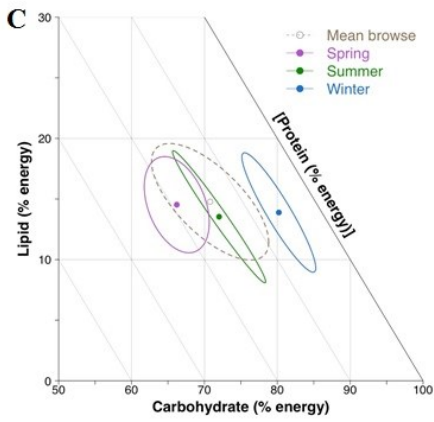 C
30
Mean browse
Spring
Summer
Winter
[Protein (% energy)]
20
Lipid (% energy)
10
0
50
60
70
80
90
100
Carbohydrate (% energy)